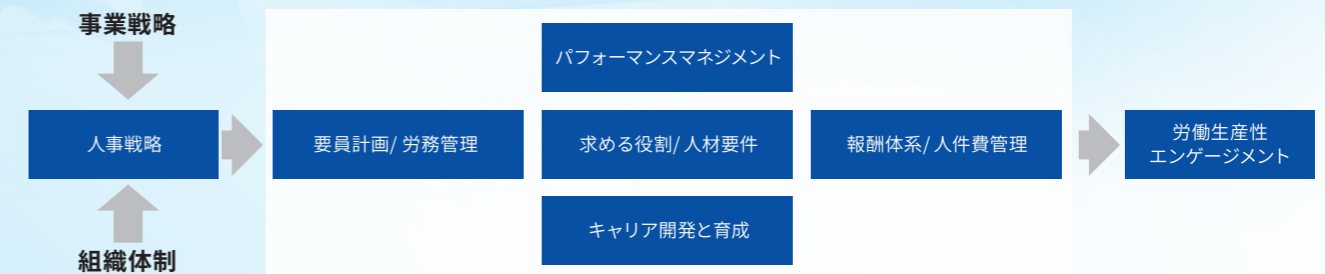 事業戦略
人事戦略
組織体制
パフォーマンスマネジメント
要員計画/ 労務管理
求める役割/ 人材要件
報酬体系/ 人件費管理
キャリア開発と育成
労働生産性
エンゲージメント